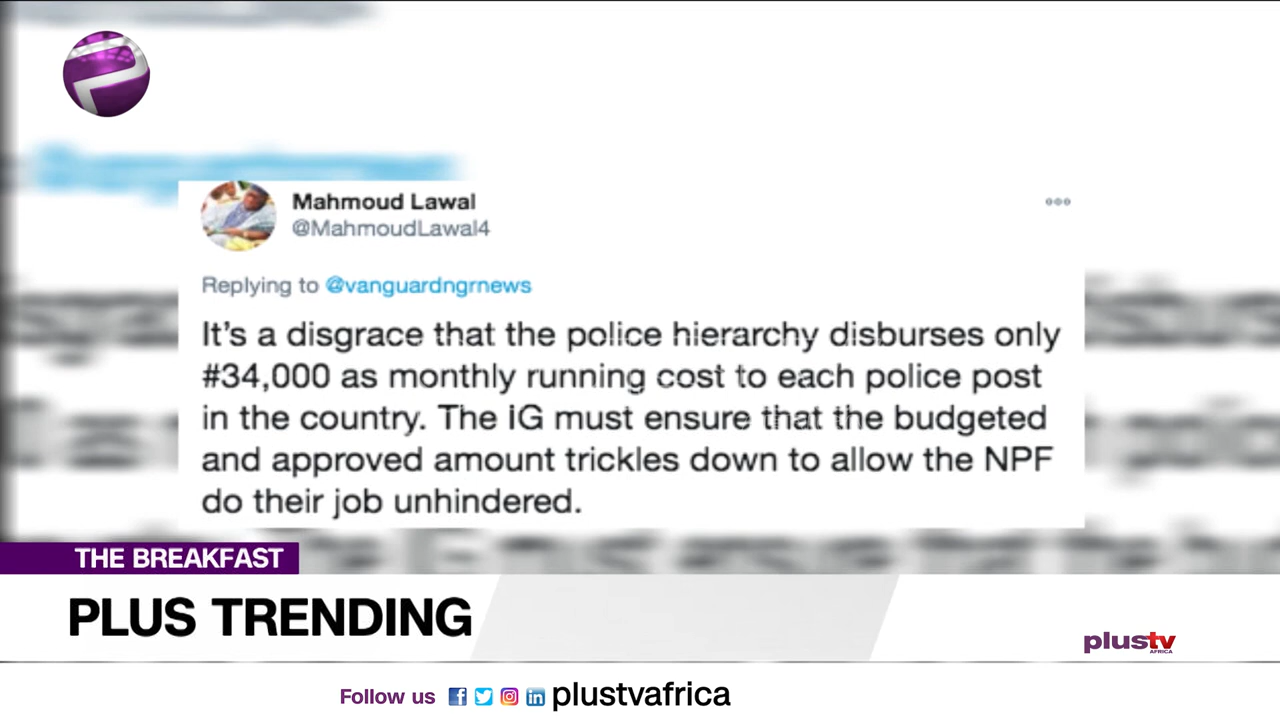 Mahmoud Lawal
@MahmoudLawal4
Replying to @vanguardngrnews
It's a disgrace that the police hierarchy disburses only
#34,000 as monthly running cost to each police post
in the country. The IG must ensure that the budgeted
and approved amount trickles down to allow the NPF
do their job unhindered.
THE BREAKFAST
PLUS TRENDING
plustv
AFRICA
Follow us plustvafrica